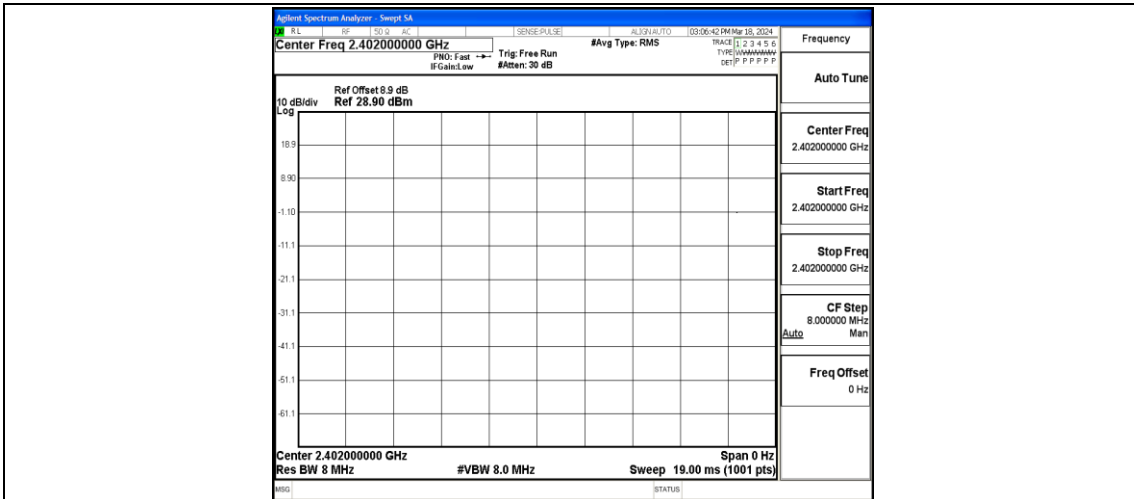 Agilent Spectrum Analyzer - Swept SA
RL RF 50 Ω AC SENSE:PULSE ALIGN AUTO 03:06:42 PM Mar 18, 2024
Center Freq 2.402000000 GHz #Avg Type: RMS TRACE 1 2 3 4 5 6
PNO: Fast Trig: Free Run TYPE WWWWWW
IFGain:Low #Atten: 30 dB DET P P P P P P
Ref Offset 8.9 dB
10 dB/div Ref 28.90 dBm
Log
18.9
8.90
-1.10
-11.1
-21.1
-31.1
-41.1
-51.1
-61.1
Center 2.402000000 GHz Span 0 Hz
Res BW 8 MHz #VBW 8.0 MHz Sweep 19.00 ms (1001 pts)
MSG STATUS
Frequency
Auto Tune
Center Freq
2.402000000 GHz
Start Freq
2.402000000 GHz
Stop Freq
2.402000000 GHz
CF Step
8.000000 MHz
Auto Man
Freq Offset
0 Hz